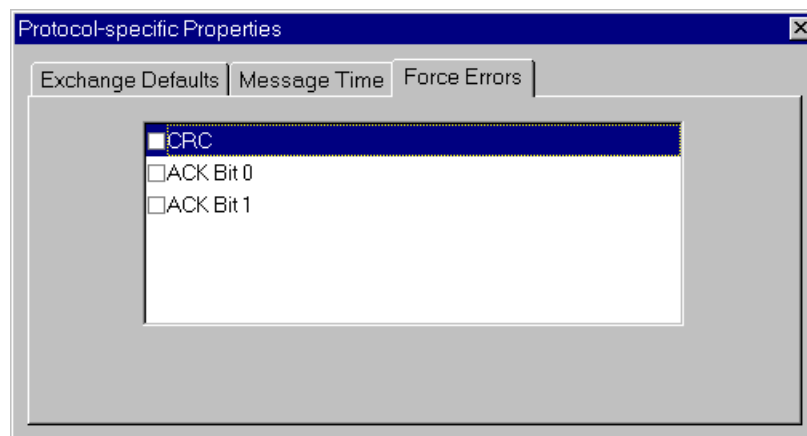 Protocol-specific Properties
Exchange Defaults Message Time Force Errors
CRC
ACK Bit 0
ACK Bit 1